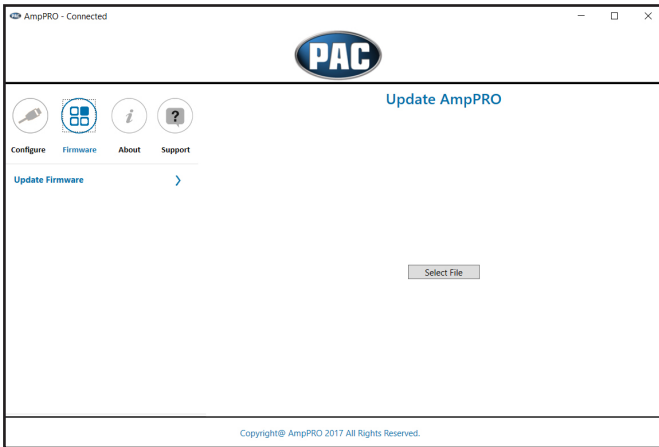 AmpPRO - Connected
PAC
Update AmpPRO
Configure Firmware About Support
Update Firmware
Select File
Copyright@ AmpPRO 2017 All Rights Reserved.